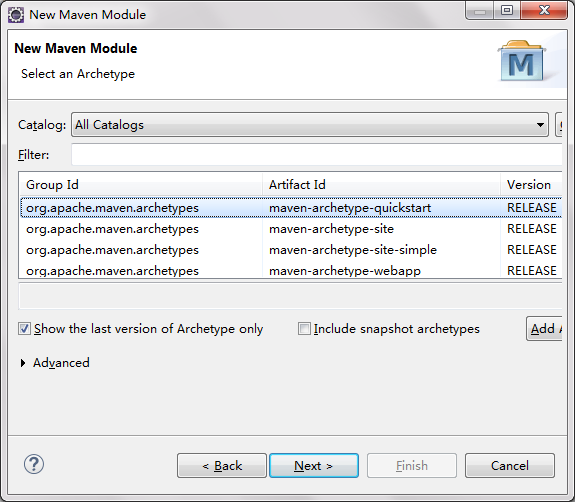 New Maven Module
New Maven Module
Select an Archetype
M
Catalog: All Catalogs
Filter:
Group Id Artifact Id Version
org.apache.maven.archetypes maven-archetype-quickstart RELEASE
org.apache.maven.archetypes maven-archetype-site RELEASE
org.apache.maven.archetypes maven-archetype-site-simple RELEASE
org.apache.maven.archetypes maven-archetype-webapp RELEASE
Show the last version of Archetype only Include snapshot archetypes Add A
Advanced
? < Back Next > Finish Cancel